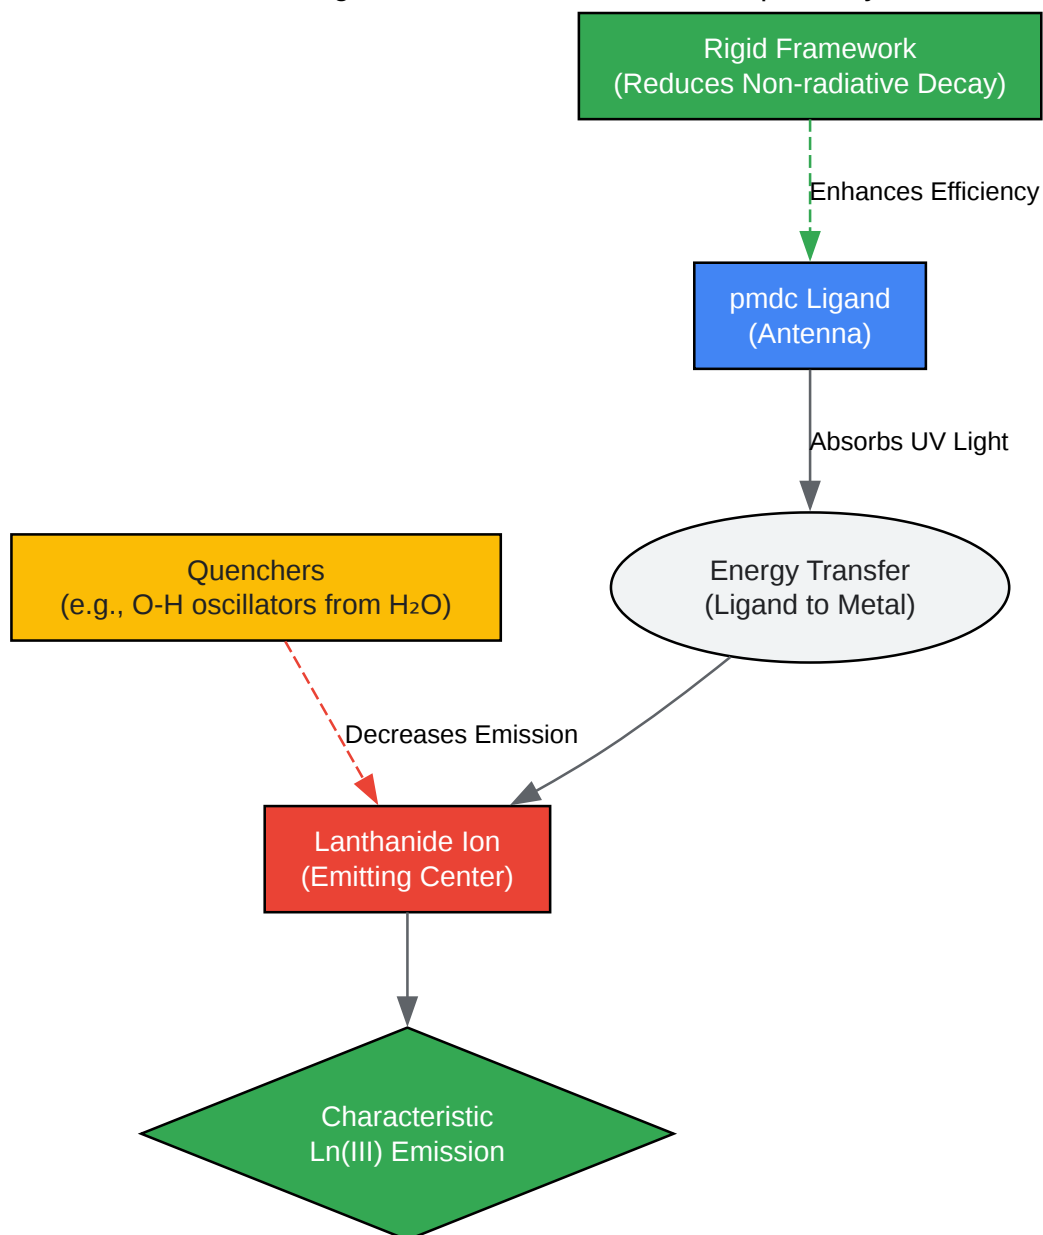 Rigid Framework
(Reduces Non-radiative Decay)
Enhances Efficiency
pmdc Ligand
(Antenna)
Absorbs UV Light
Quenchers
(e.g., O-H oscillators from H₂O)
Energy Transfer
(Ligand to Metal)
Decreases Emission
Lanthanide Ion
(Emitting Center)
Characteristic
Ln(III) Emission